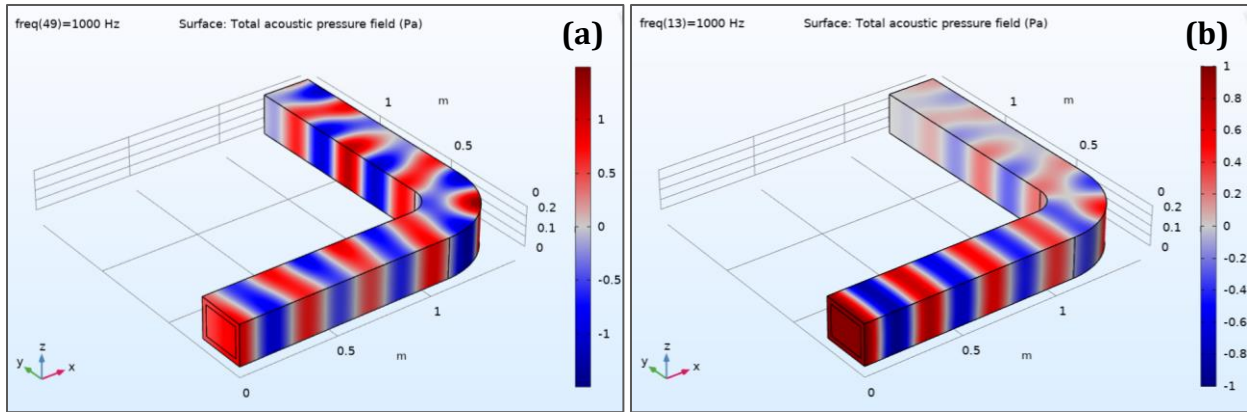 freq(49)=1000 Hz Surface: Total acoustic pressure field (Pa) (a)
1
m
0.5
0
0.2
0.1
0
1
m
0.5
0
1
0.5
0
-0.5
-1
z
y
x
freq(13)=1000 Hz Surface: Total acoustic pressure field (Pa) (b)
1
m
0.5
0
0.2
0.1
0
1
m
0.5
0
1
0.8
0.6
0.4
0.2
0
-0.2
-0.4
-0.6
-0.8
-1
z
y
x